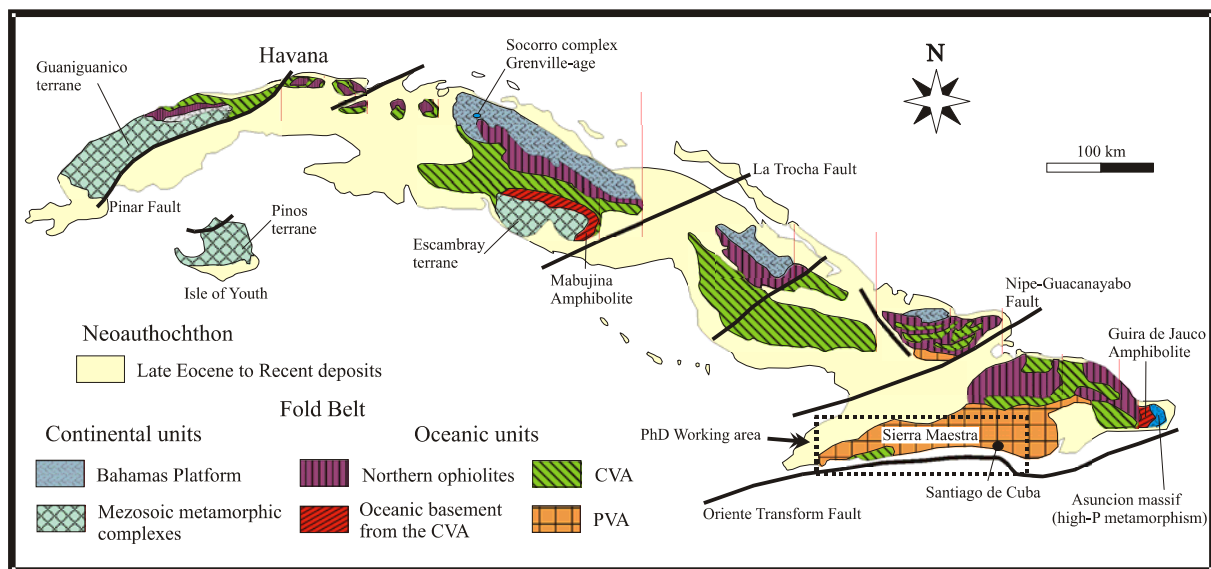 Havana
Guaniguanico
terrane
Socorro complex
Grenville-age
N
100 km
La Trocha Fault
Pinar Fault
Pinos
terrane
Isle of Youth
Escambray
terrane
Mabujina
Amphibolite
Nipe-Guacanayabo
Fault
Guira de Jauco
Amphibolite
Neoauthochthon
Late Eocene to Recent deposits
Fold Belt
Continental units
Oceanic units
Bahamas Platform
Northern ophiolites
CVA
Mezosoic metamorphic
complexes
Oceanic basement
from the CVA
PVA
PhD Working area
Sierra Maestra
Santiago de Cuba
Oriente Transform Fault
Asuncion massif
(high-P metamorphism)